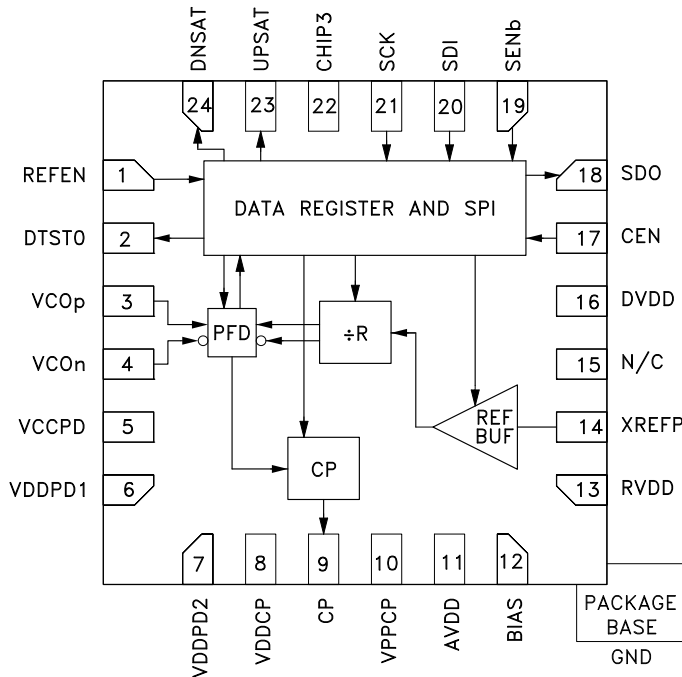 DNSAT
UPSAT
CHIP3
SCK
SDI
SENb
24
23
22
21
20
19
REFEN
1
18
SDO
DATA REGISTER AND SPI
DTST0
2
17
CEN
VCOp
3
16
DVDD
PFD
÷R
VCOn
4
15
N/C
VCCPD
5
REF
BUF
14
XREFP
CP
VDDPD1
6
13
RVDD
7
8
9
10
11
12
VDDPD2
VDDCP
CP
VPPCP
AVDD
BIAS
PACKAGE
BASE
GND